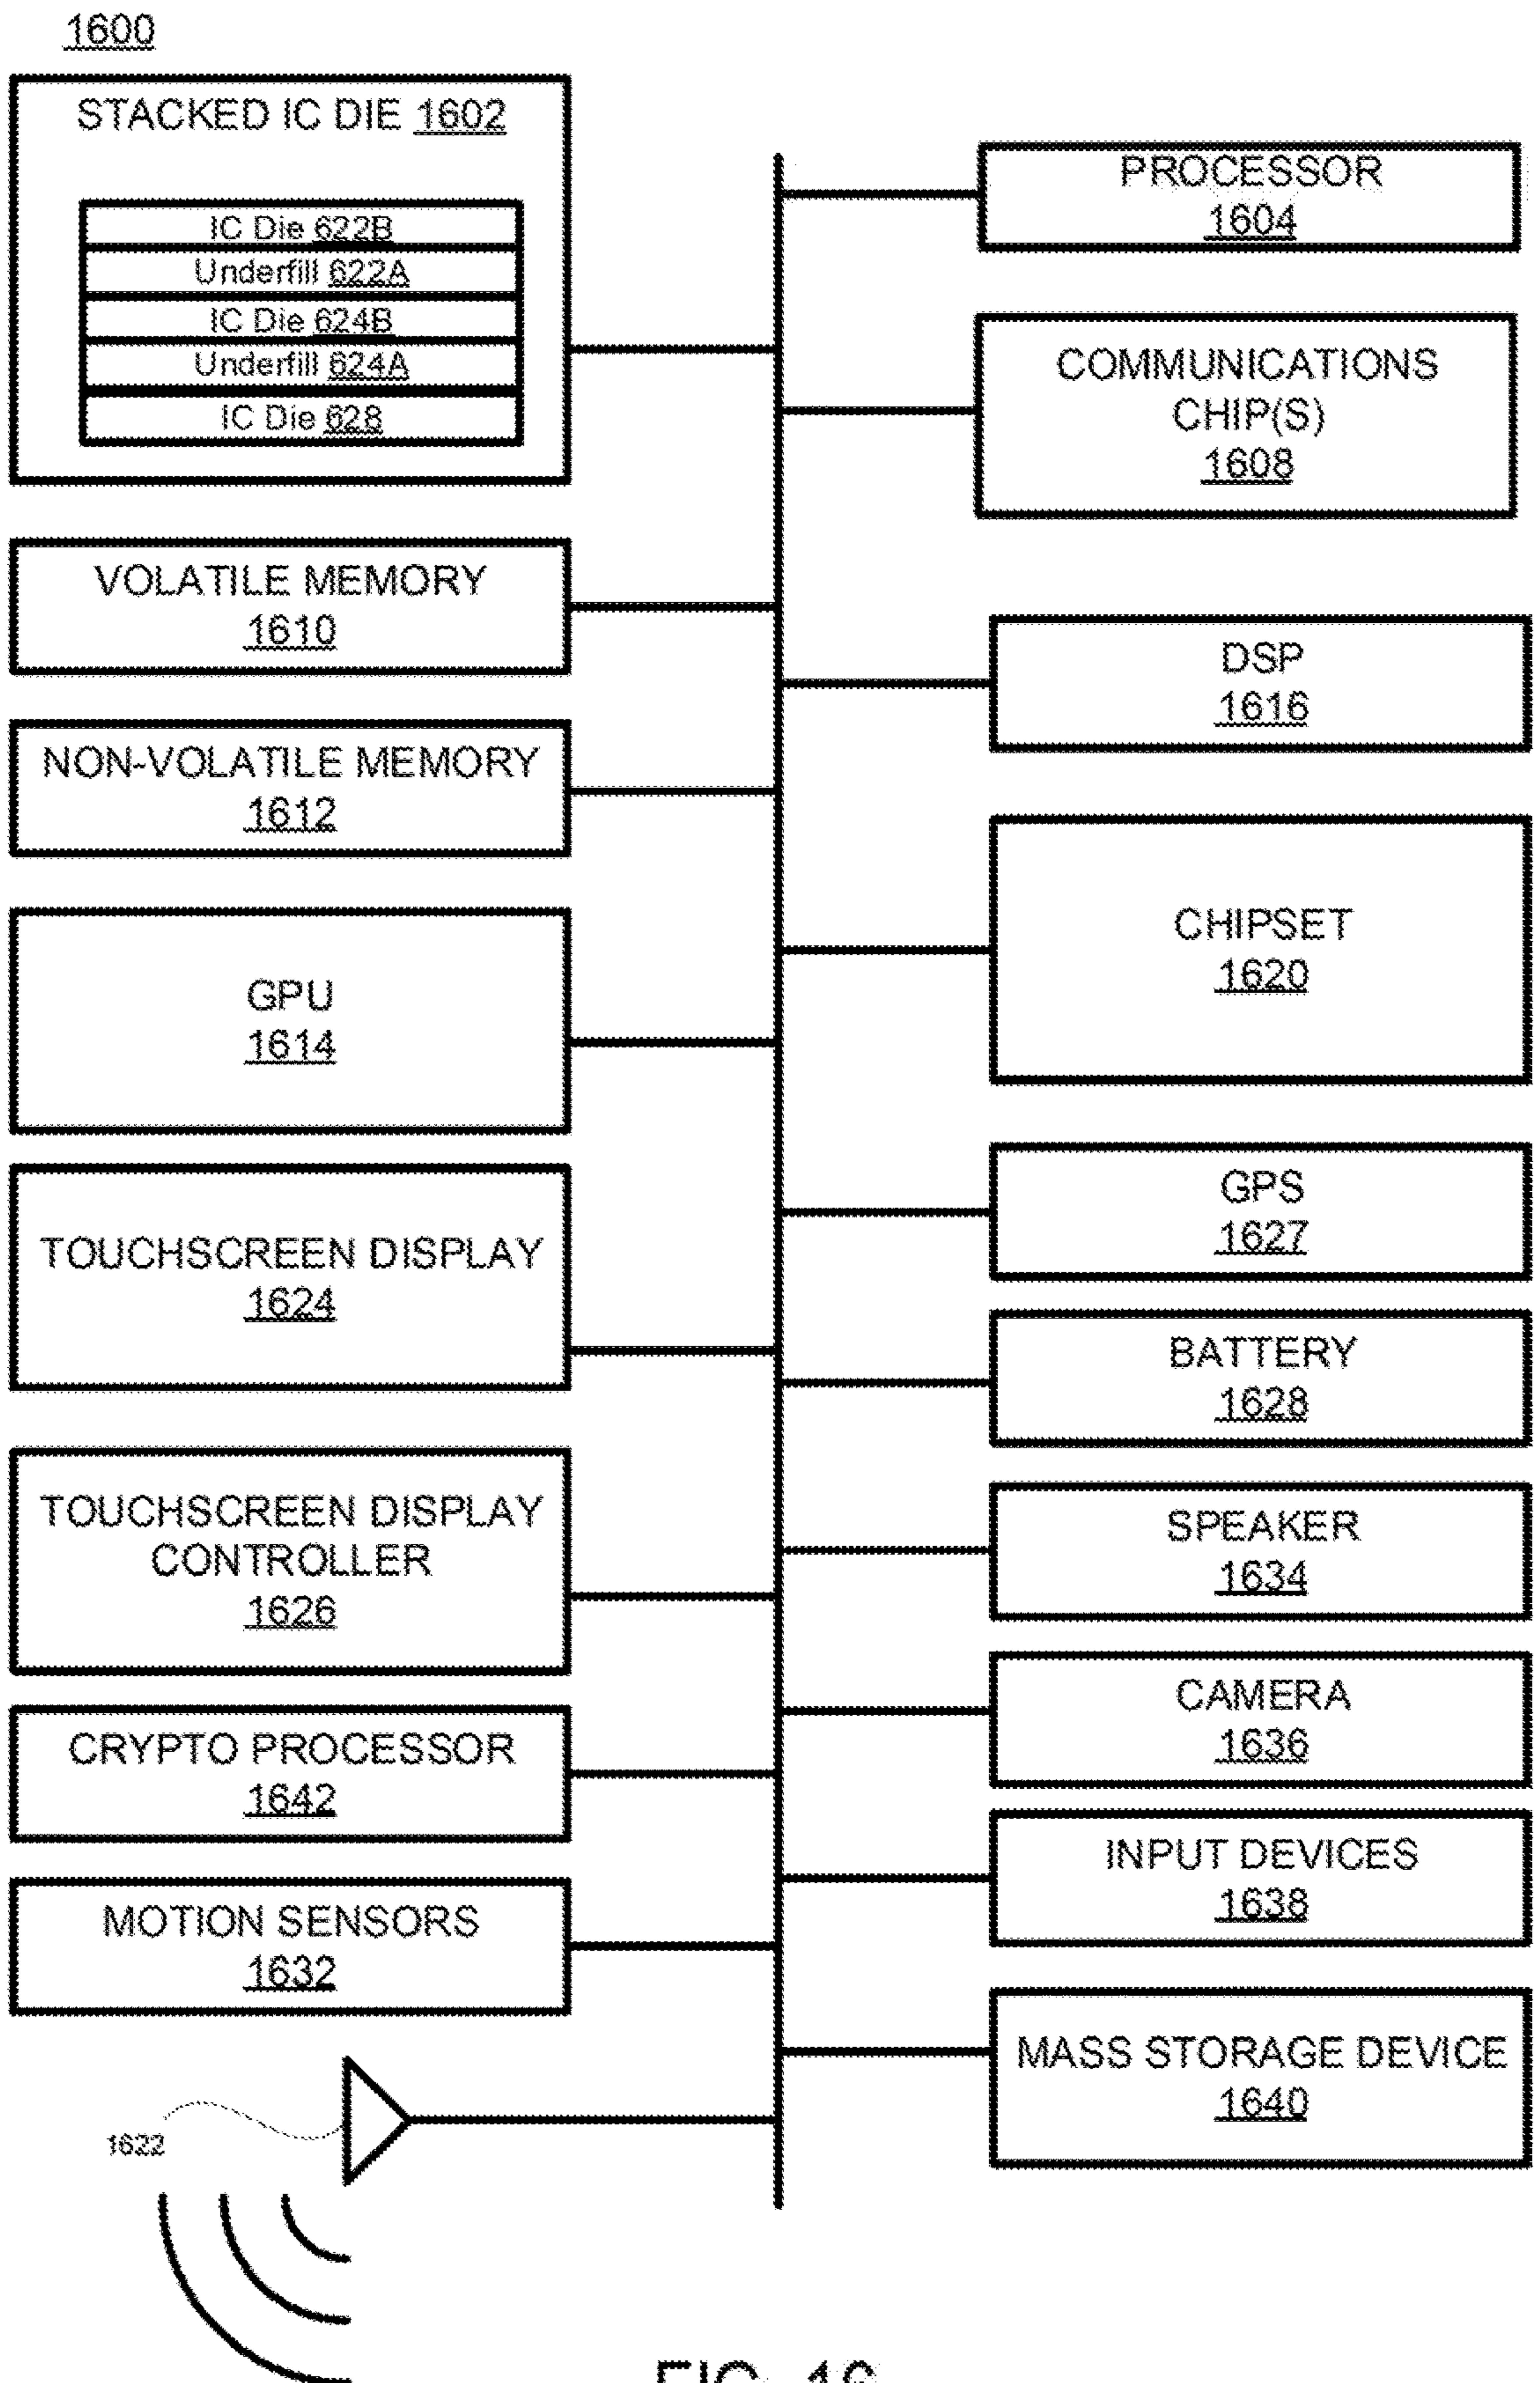 1600
STACKED IC DIE 1602
IC Die 622B
Underfill 622A
IC Die 624B
Underfill 624A
IC Die 628
VOLATILE MEMORY
1610
NON-VOLATILE MEMORY
1612
GPU
1614
TOUCHSCREEN DISPLAY
1624
TOUCHSCREEN DISPLAY
CONTROLLER
1626
CRYPTO PROCESSOR
1642
MOTION SENSORS
1632
1622
PROCESSOR
1604
COMMUNICATIONS
CHIP(S)
1608
DSP
1616
CHIPSET
1620
GPS
1627
BATTERY
1628
SPEAKER
1634
CAMERA
1636
INPUT DEVICES
1638
MASS STORAGE DEVICE
1640
FIG. 16